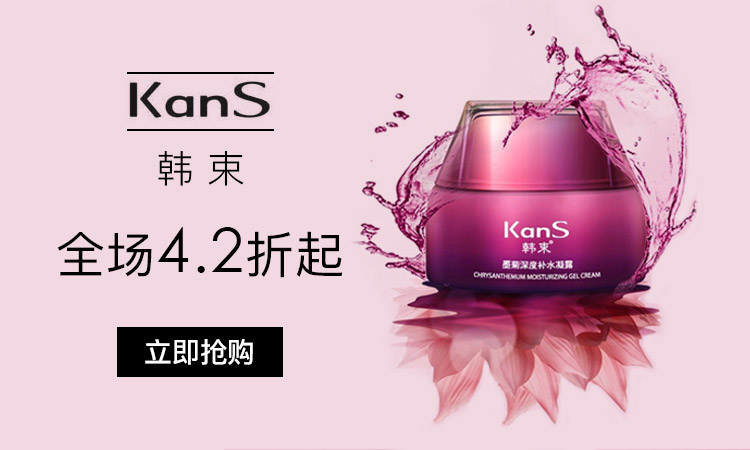 KanS
韩束
全场4.2折起
立即抢购
KanS
韩束®
墨菊深度补水凝露
CHRYSANTHEMUM MOISTURIZING GEL CREAM